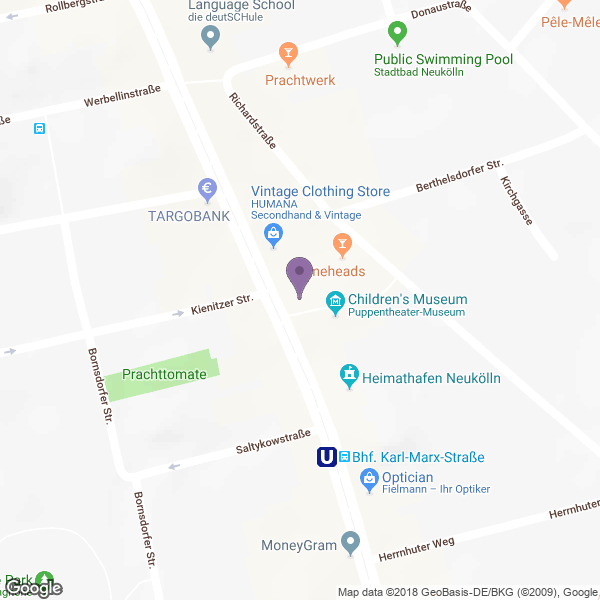 Rollbergstraße
Language School
die deutSCHule
Donaustraße
Pêle-Mêle
Public Swimming Pool
Stadtbad Neukölln
Prachtwerk
Werbellinstraße
Richardstraße
Berthelsdorfer Str.
Kirchgasse
TARGOBANK
Vintage Clothing Store
HUMANA
Secondhand & Vintage
Kienitzer Str.
Children's Museum
Puppentheater-Museum
Prachttomate
Heimathafen Neukölln
Bornsdorfer Str.
Saltykowstraße
U
Bhf. Karl-Marx-Straße
Optician
Fielmann – Ihr Optiker
Bornsdorfer Str.
MoneyGram
Herrnhuter Weg
Park
Google
Map data ©2018 GeoBasis-DE/BKG (©2009), Google